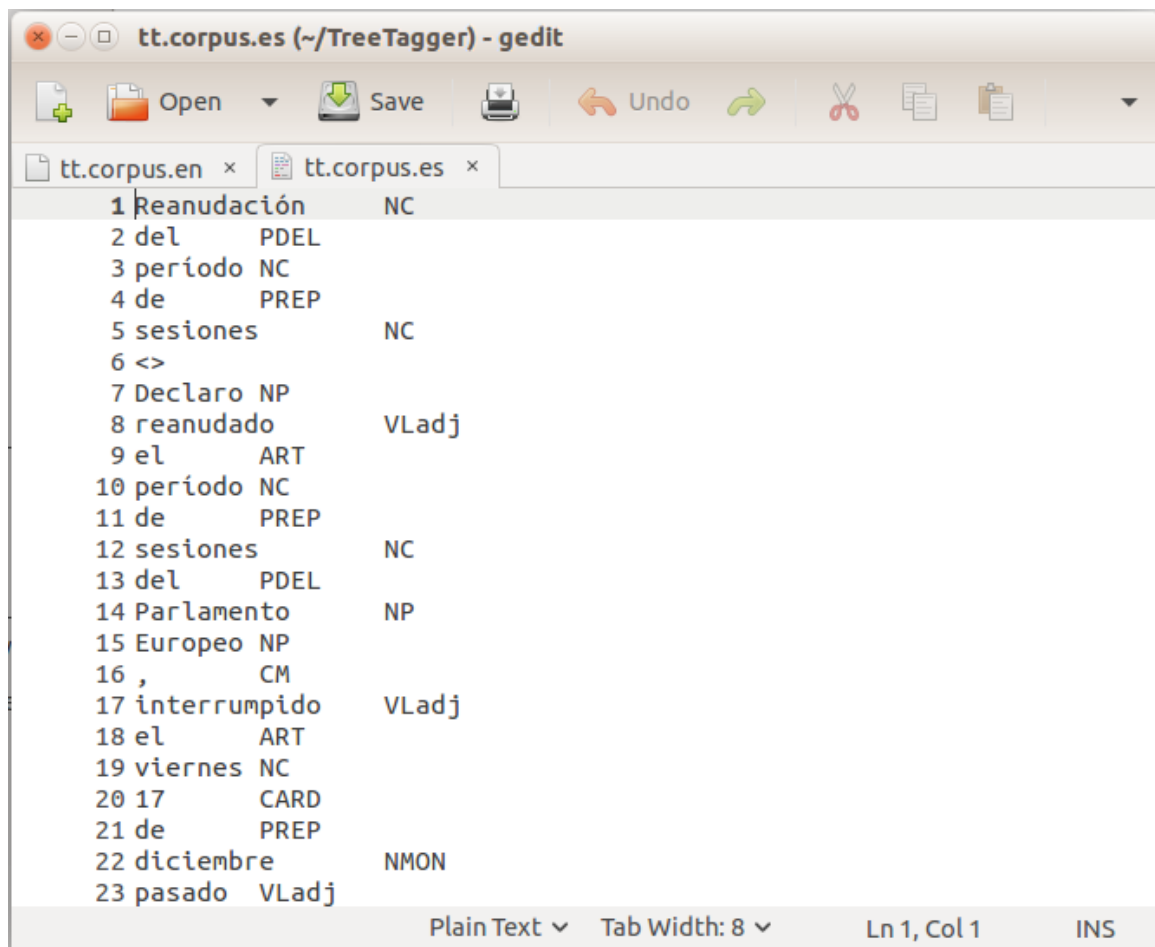 tt.corpus.es (~/TreeTagger) - gedit
Open Save Undo
tt.corpus.en × tt.corpus.es ×
1 Reanudación NC
2 del PDEL
3 período NC
4 de PREP
5 sesiones NC
6 <>
7 Declaro NP
8 reanudado VLadj
9 el ART
10 período NC
11 de PREP
12 sesiones NC
13 del PDEL
14 Parlamento NP
15 Europeo NP
16 , CM
17 interrumpido VLadj
18 el ART
19 viernes NC
20 17 CARD
21 de PREP
22 diciembre NMON
23 pasado VLadj
Plain Text Tab Width: 8 Ln 1, Col 1 INS